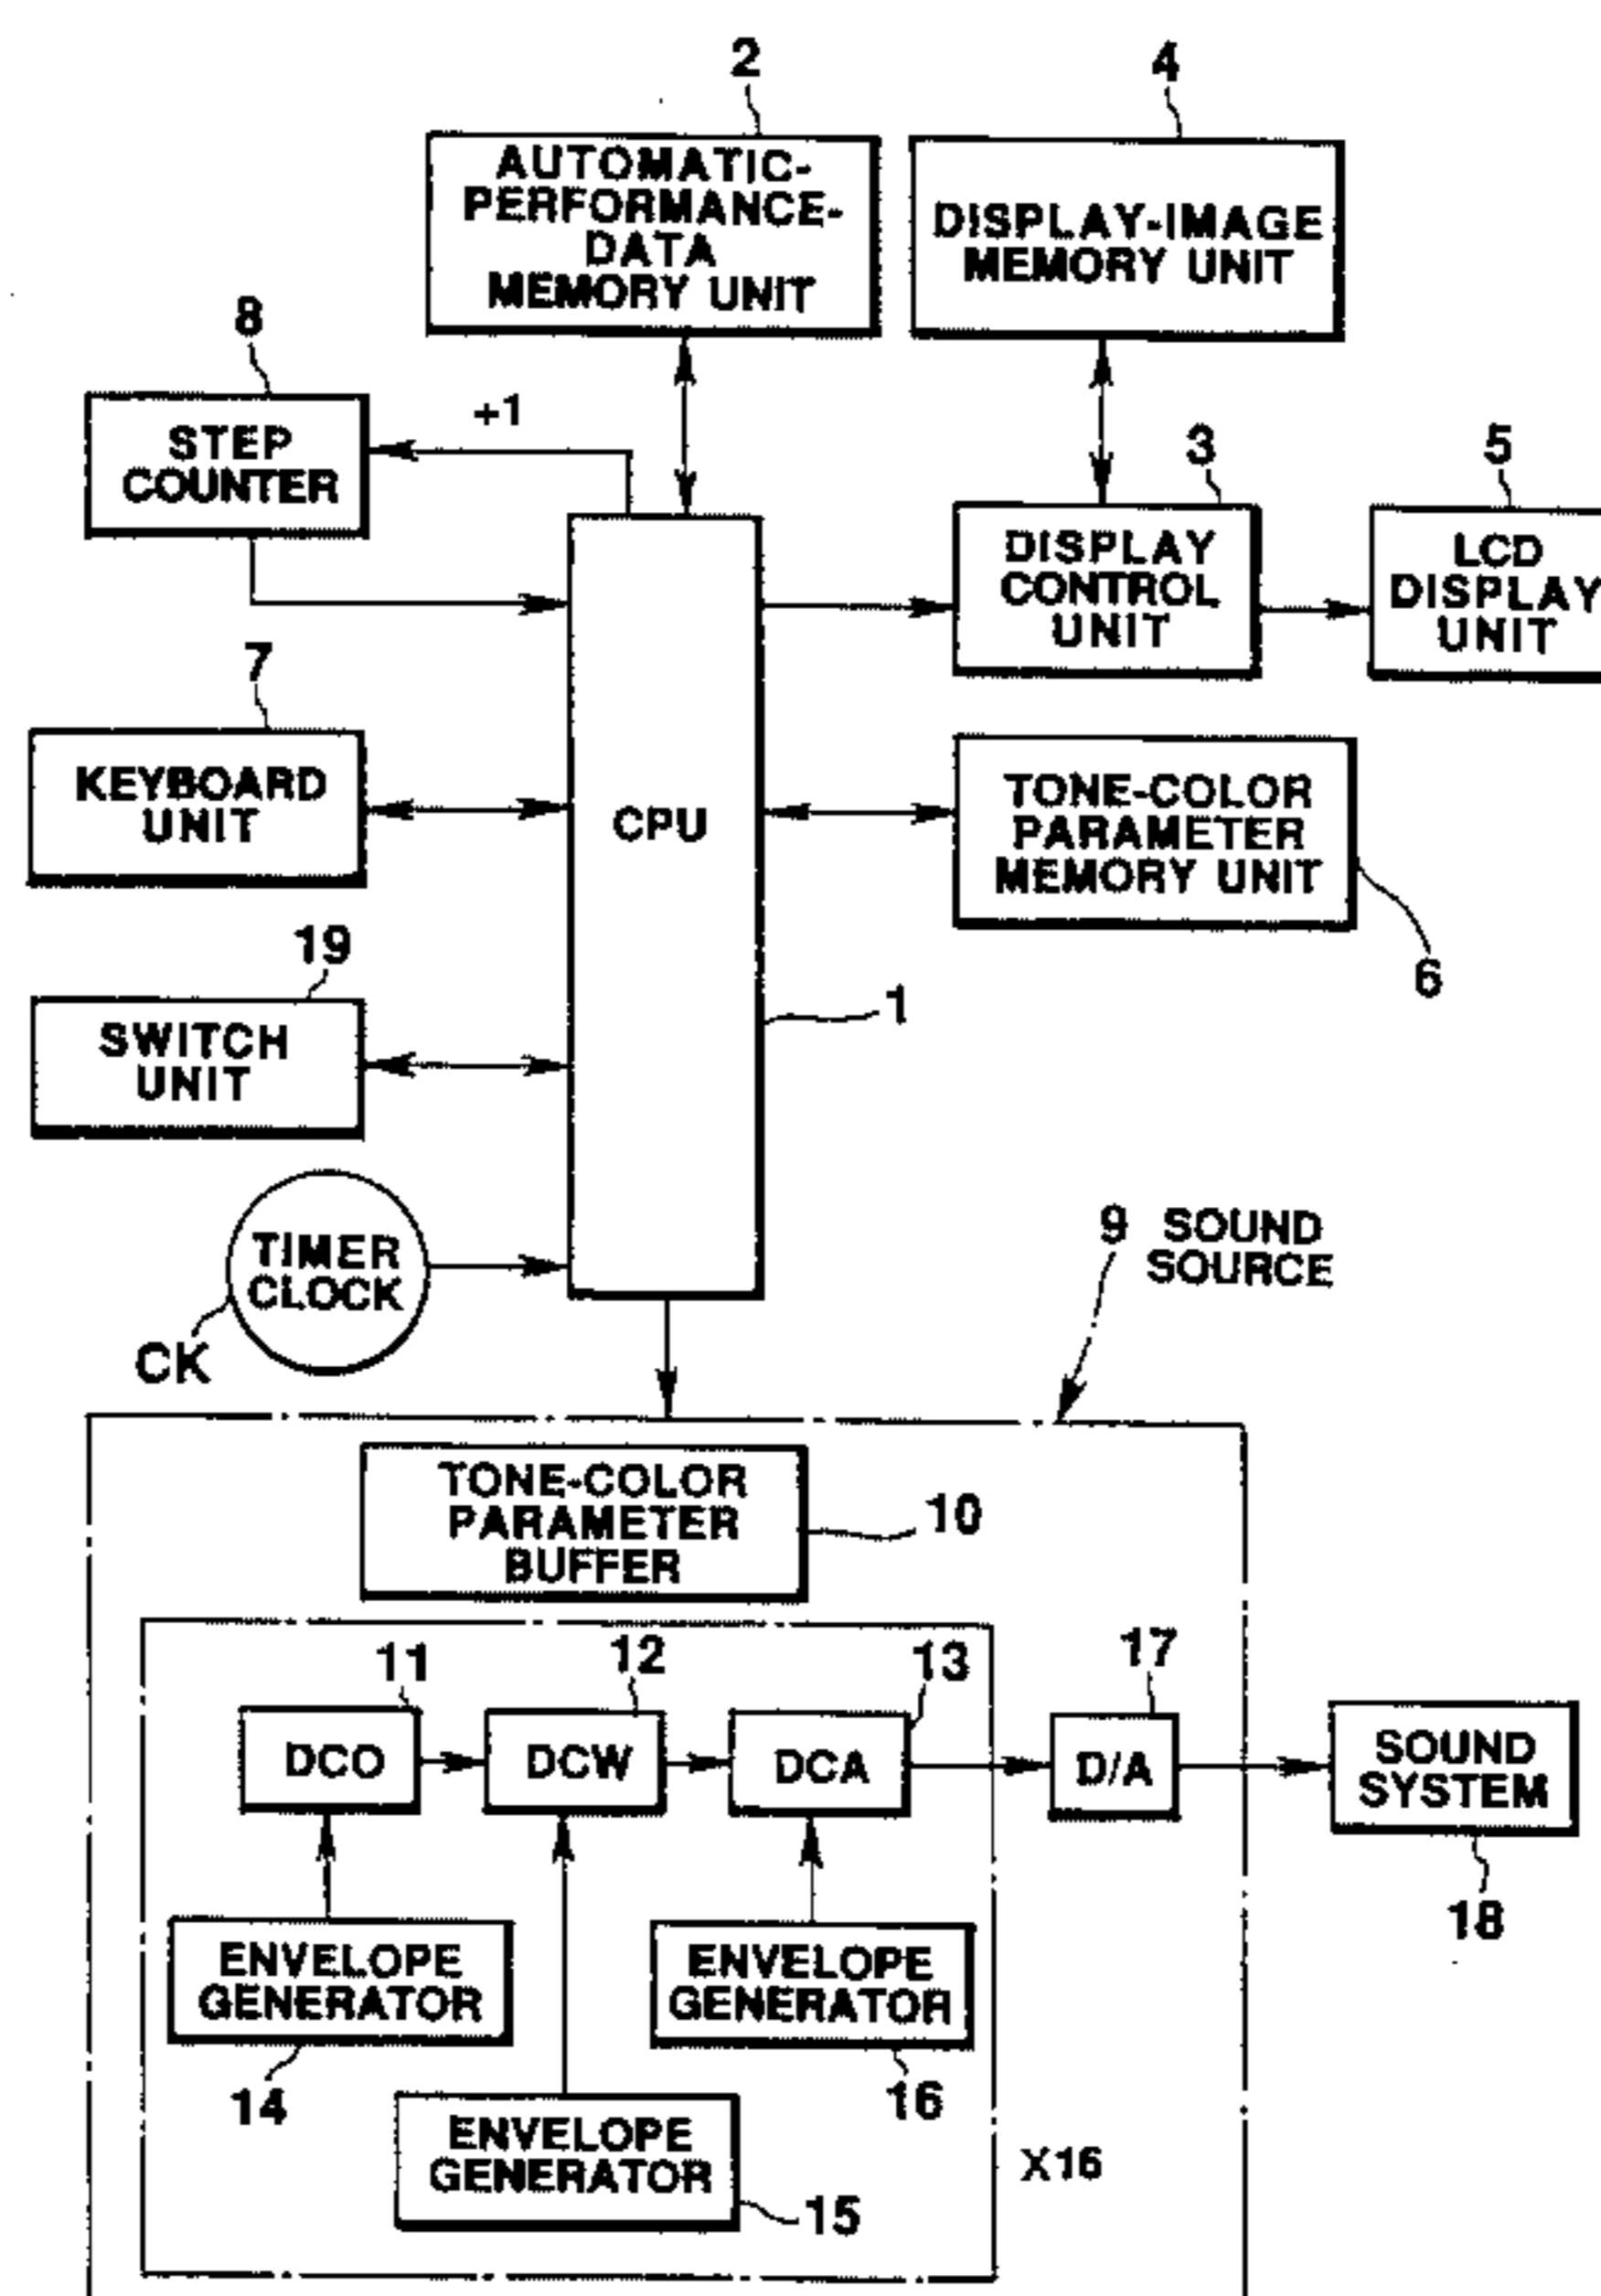 2
4
AUTOMATIC-
PERFORMANCE-
DATA
MEMORY UNIT
DISPLAY-IMAGE
MEMORY UNIT
8
STEP
COUNTER
+1
3
5
DISPLAY
CONTROL
UNIT
LCD
DISPLAY
UNIT
7
KEYBOARD
UNIT
CPU
TONE-COLOR
PARAMETER
MEMORY UNIT
6
19
SWITCH
UNIT
1
TIMER
CLOCK
CK
9 SOUND
SOURCE
TONE-COLOR
PARAMETER
BUFFER
10
11
12
13
17
DCO
DCW
DCA
D/A
SOUND
SYSTEM
18
ENVELOPE
GENERATOR
14
ENVELOPE
GENERATOR
16
ENVELOPE
GENERATOR
15
X16